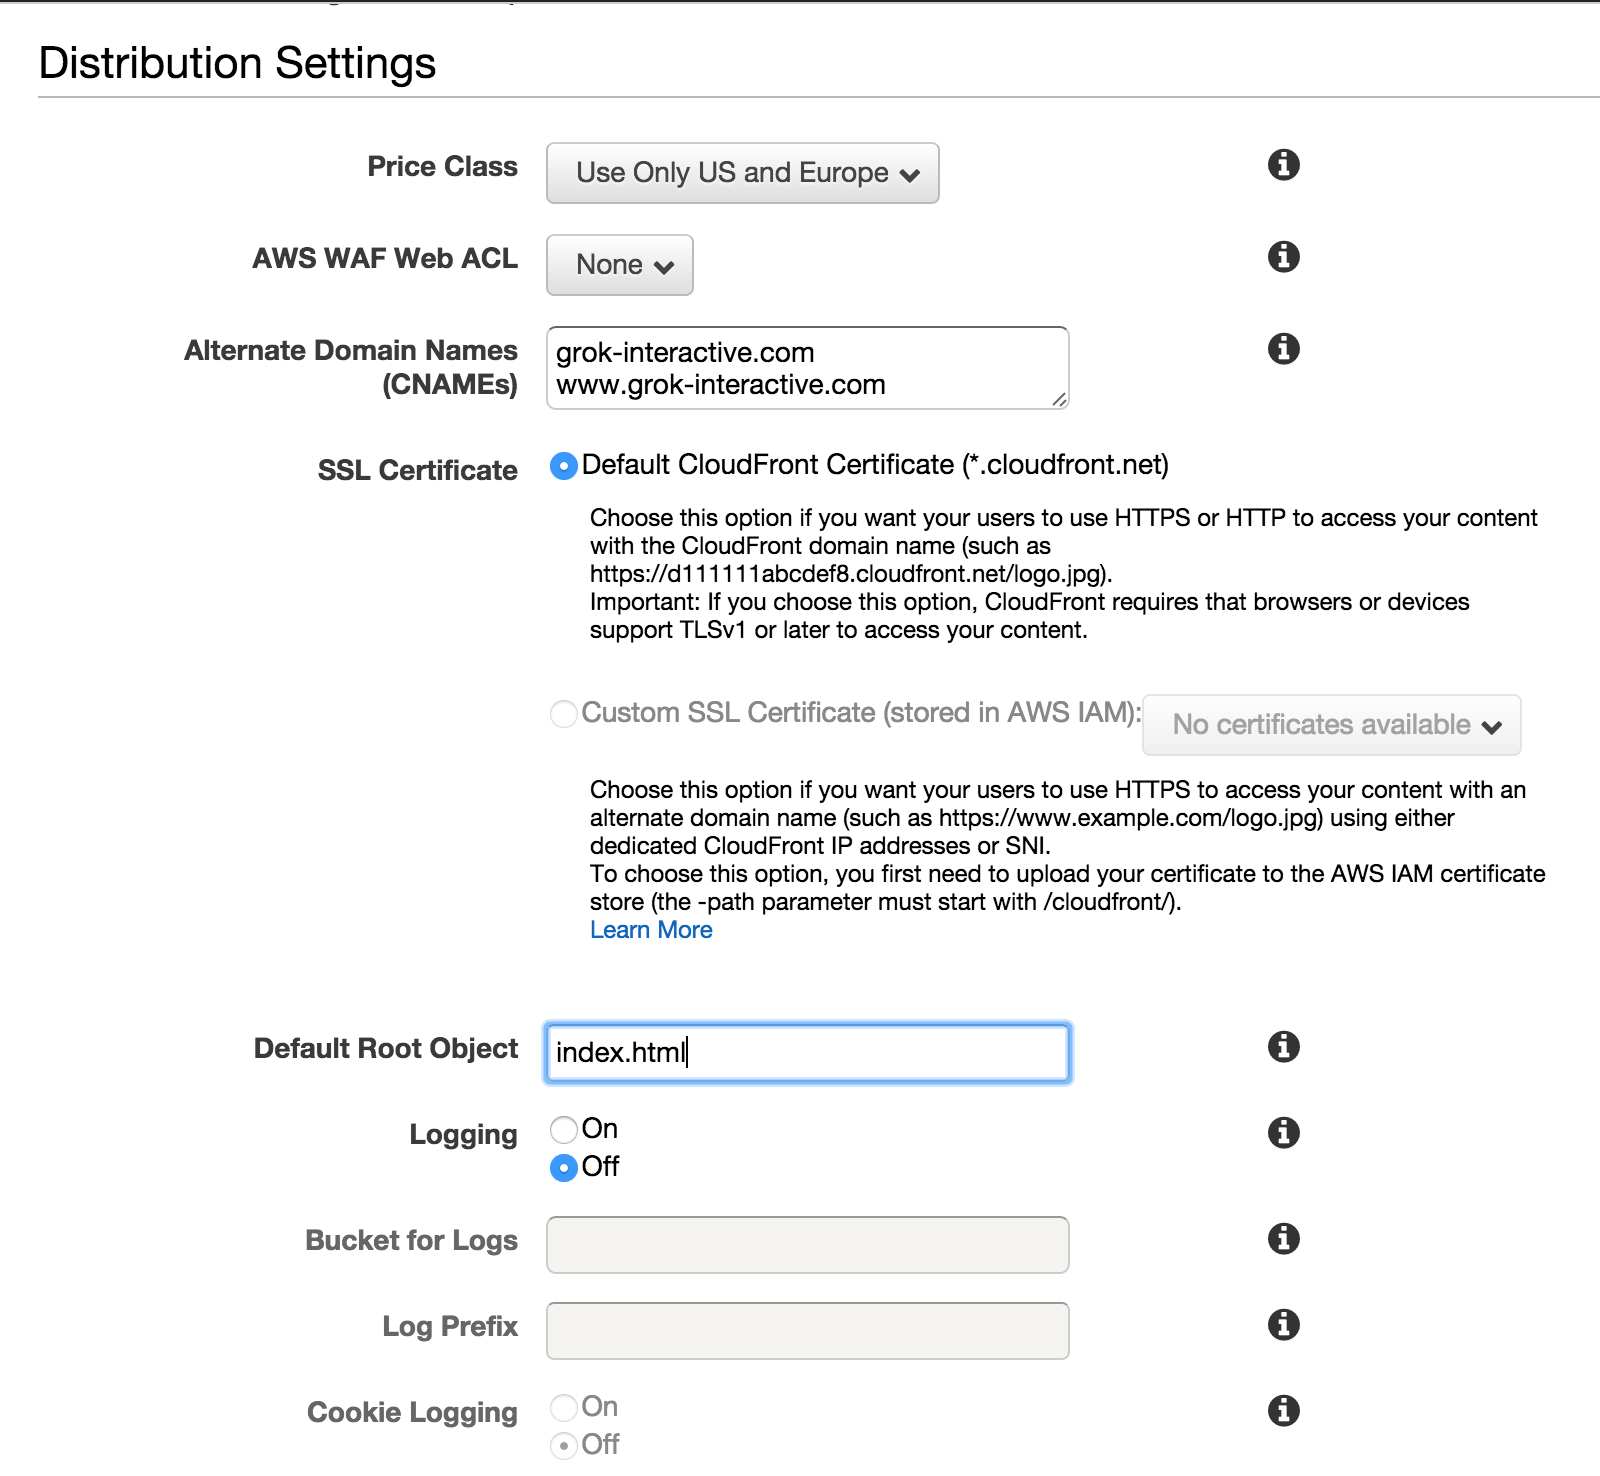 Distribution Settings
Price Class
Use Only US and Europe
AWS WAF Web ACL
None
Alternate Domain Names
(CNAMEs)
grok-interactive.com
www.grok-interactive.com
SSL Certificate
Default CloudFront Certificate (*.cloudfront.net)
Choose this option if you want your users to use HTTPS or HTTP to access your content
with the CloudFront domain name (such as
https://d111111abcdef8.cloudfront.net/logo.jpg).
Important: If you choose this option, CloudFront requires that browsers or devices
support TLSv1 or later to access your content.
Custom SSL Certificate (stored in AWS IAM):
No certificates available
Choose this option if you want your users to use HTTPS to access your content with an
alternate domain name (such as https://www.example.com/logo.jpg) using either
dedicated CloudFront IP addresses or SNI.
To choose this option, you first need to upload your certificate to the AWS IAM certificate
store (the -path parameter must start with /cloudfront/).
Learn More
Default Root Object
index.html
Logging
On
Off
Bucket for Logs
Log Prefix
Cookie Logging
On
Off